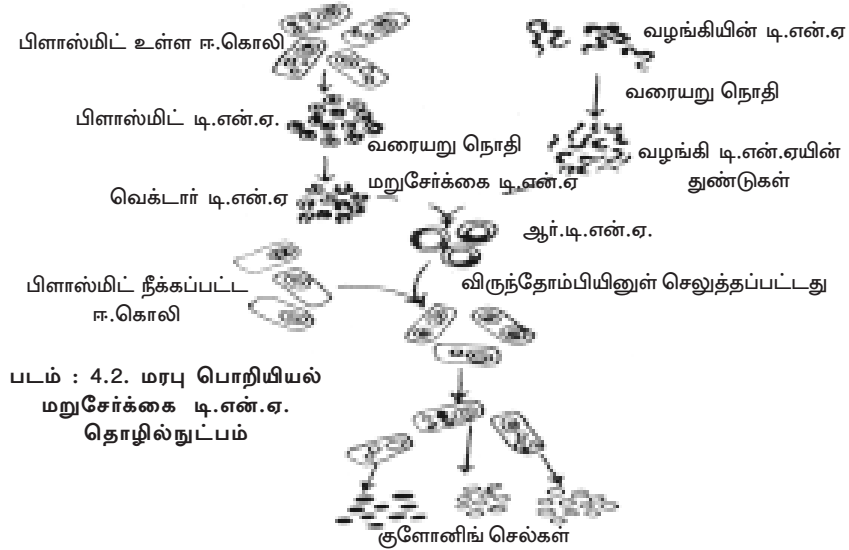 பிளாஸ்மிட் உள்ள ஈ.கொலி
வழங்கியின் டி.என்.ஏ
வரையறு நொதி
பிளாஸ்மிட் டி.என்.ஏ.
வரையறு நொதி
வழங்கி டி.என்.ஏயின்
துண்டுகள்
மறுசேர்க்கை டி.என்.ஏ
வெக்டார் டி.என்.ஏ
ஆர்.டி.என்.ஏ.
பிளாஸ்மிட் நீக்கப்பட்ட
ஈ.கொலி
விருந்தோம்பியினுள் செலுத்தப்பட்டது
படம் : 4.2. மரபு பொறியியல்
மறுசேர்க்கை டி.என்.ஏ.
தொழில்நுட்பம்
குளோனிங் செல்கள்